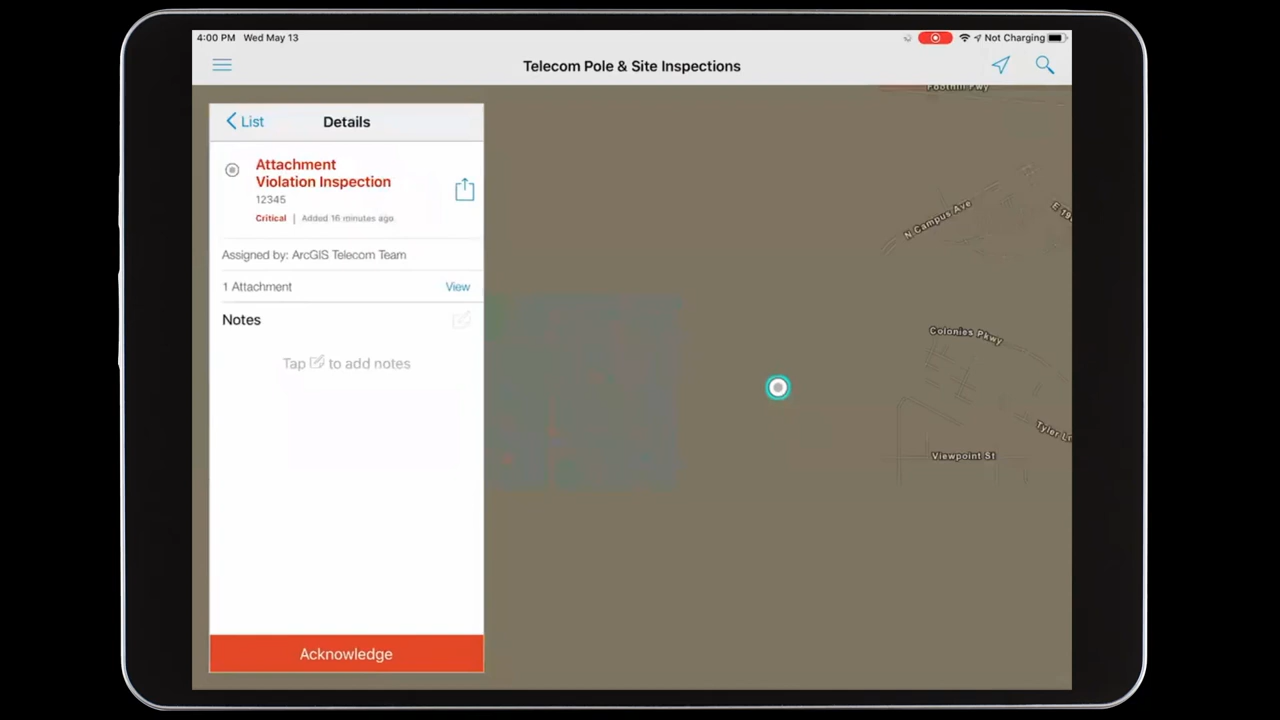 4:00 PM Wed May 13
Not Charging
Telecom Pole & Site Inspections
Foothill Fwy
List
Details
Attachment
Violation Inspection
12345
Critical | Added 16 minutes ago
N Campus Ave
Assigned by: ArcGIS Telecom Team
1 Attachment
View
Notes
Colonies Pkwy
Tap to add notes
Tyler
Viewpoint St
Acknowledge